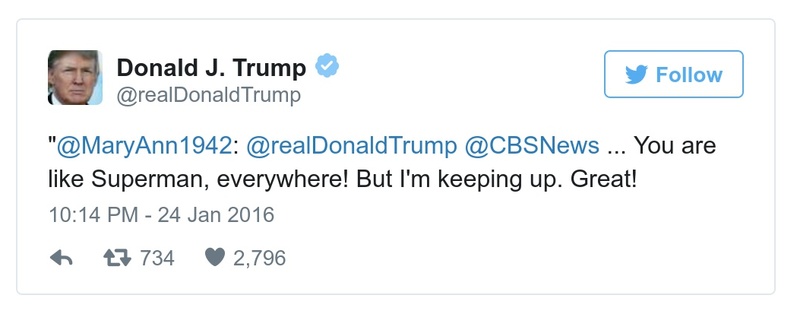 Donald J. Trump
@realDonaldTrump
Follow
"@MaryAnn1942: @realDonaldTrump @CBSNews ... You are
like Superman, everywhere! But I'm keeping up. Great!
10:14 PM - 24 Jan 2016
734 2,796